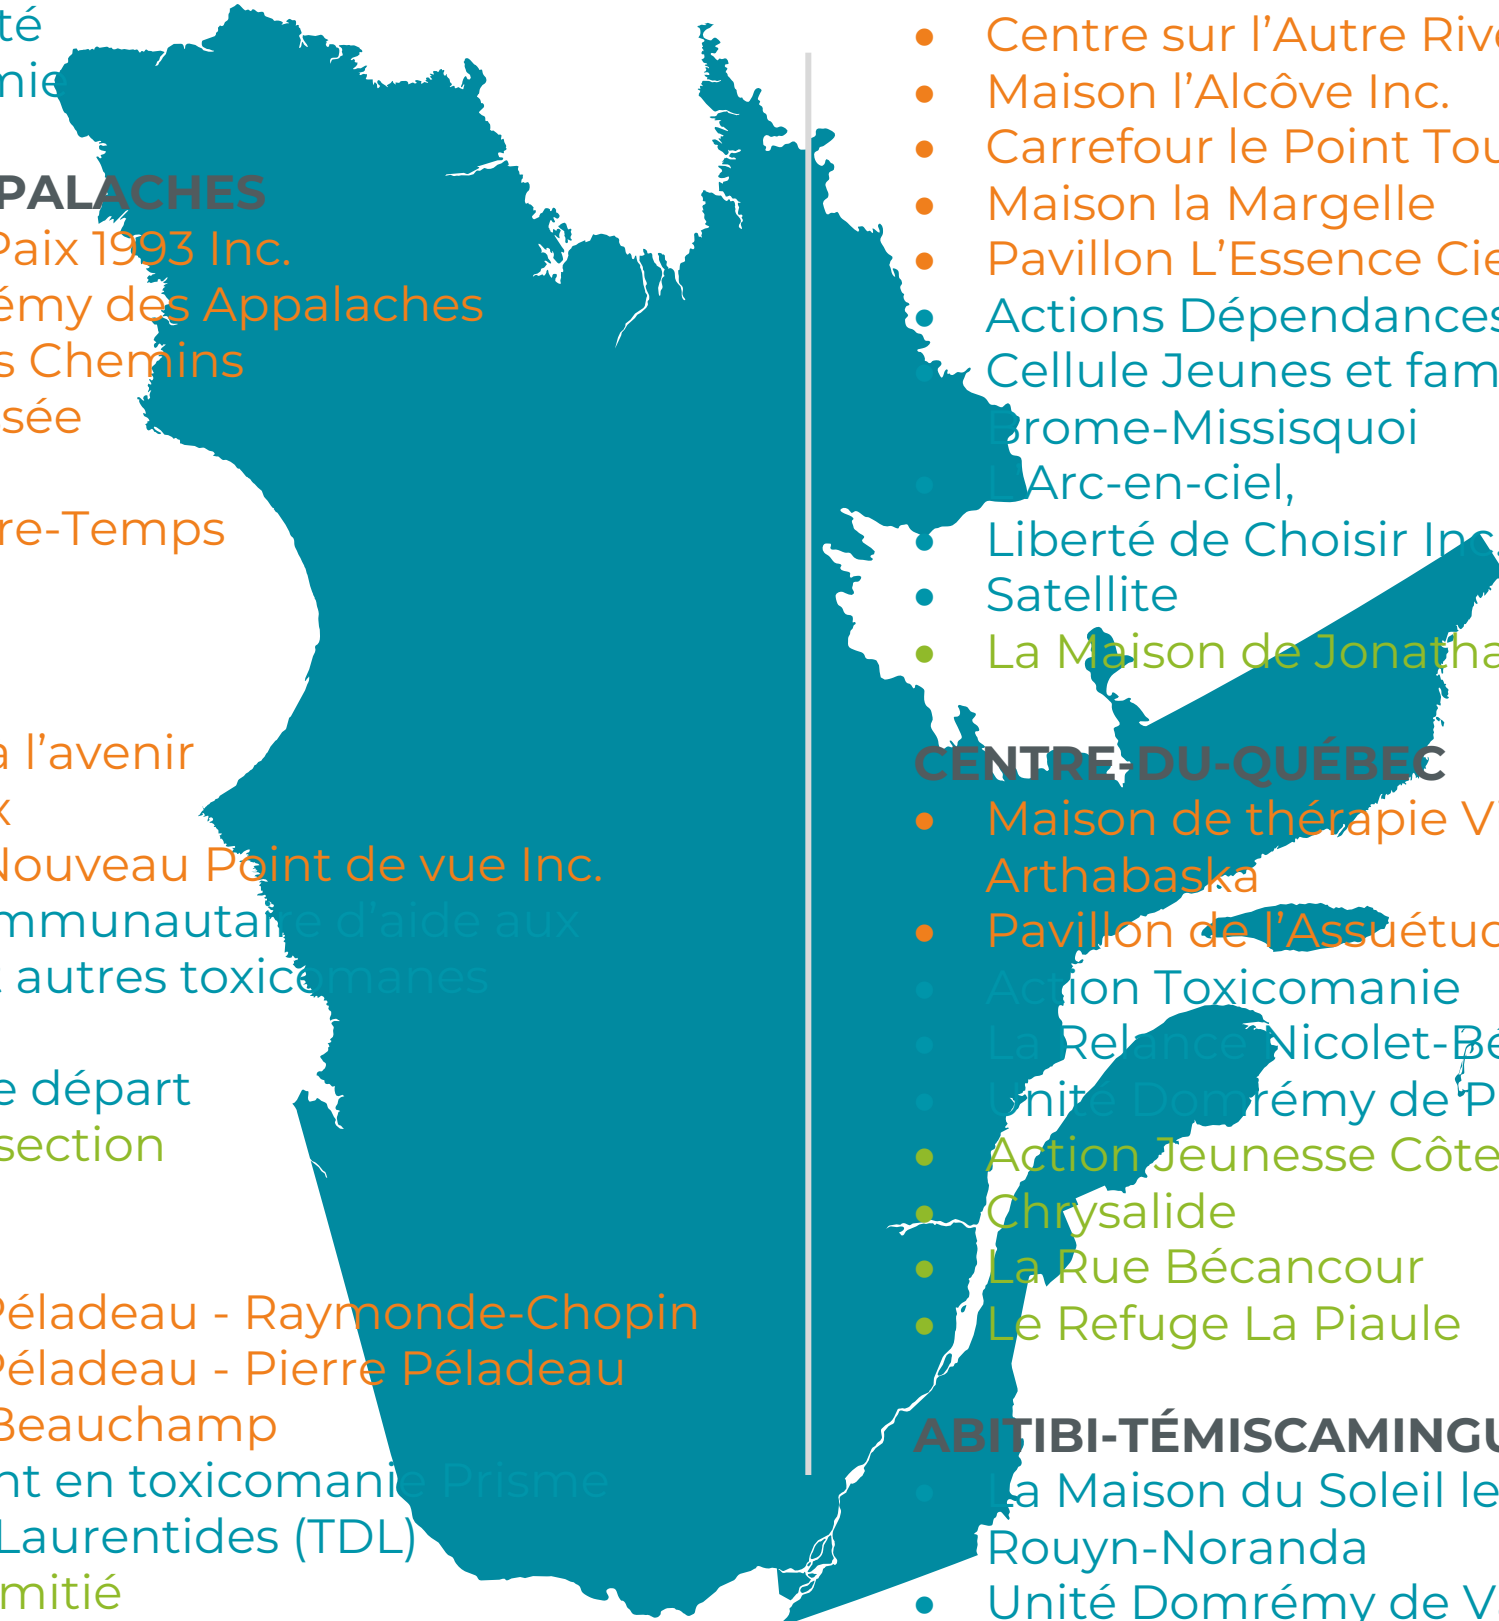 té
mie
PALACHES
Paix 1993 Inc.
émy des Appalaches
s Chemins
sée
re-Temps
a l'avenir
x
Nouveau Point de vue Inc.
mmunautaire d'aide aux
t autres toxicomanes
e départ
section
Péladeau - Raymonde-Chopin
Péladeau - Pierre Péladeau
Beauchamp
nt en toxicomanie Prisme
Laurentides (TDL)
mitié
• Centre sur l'Autre Rive
• Maison l'Alcôve Inc.
• Carrefour le Point Tou
• Maison la Margelle
• Pavillon L'Essence Cie
• Actions Dépendances
• Cellule Jeunes et fam
Brome-Missisquoi
• L'Arc-en-ciel,
• Liberté de Choisir Inc.
• Satellite
• La Maison de Jonatha
CENTRE-DU-QUÉBEC
• Maison de thérapie V
Arthabaska
• Pavillon de l'Assuétud
• Action Toxicomanie
• La Relance Nicolet-Bé
• Unité Domrémy de P
• Action Jeunesse Côte
• Chrysalide
• La Rue Bécancour
• Le Refuge La Piaule
ABITIBI-TÉMISCAMINGU
• La Maison du Soleil le
Rouyn-Noranda
• Unité Domrémy de V